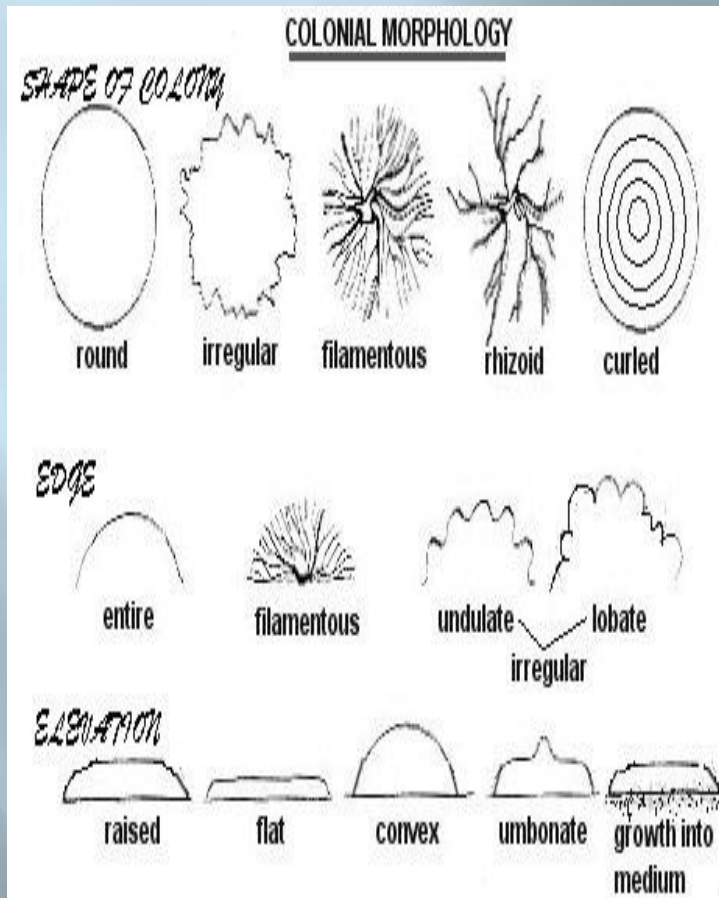 COLONIAL MORPHOLOGY
SHAPE OF COLONY
round irregular filamentous rhizoid curled
EDGE
entire filamentous undulate lobate
irregular
ELEVATION
raised flat convex umbonate growth into
medium